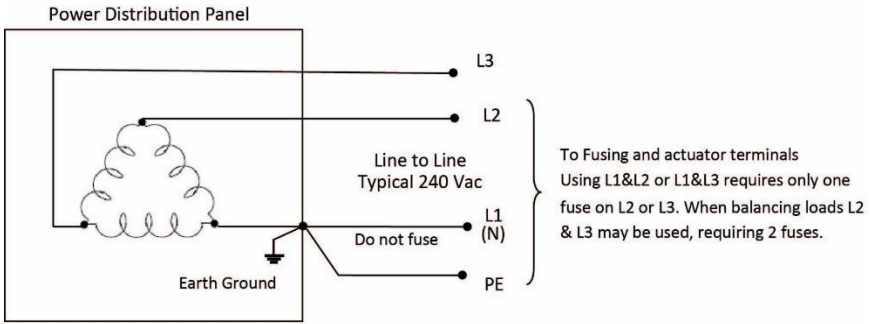 Power Distribution Panel
L3
L2
Line to Line
Typical 240 Vac
To Fusing and actuator terminals
Using L1&L2 or L1&L3 requires only one
fuse on L2 or L3. When balancing loads L2
& L3 may be used, requiring 2 fuses.
L1
(N)
Do not fuse
Earth Ground
PE